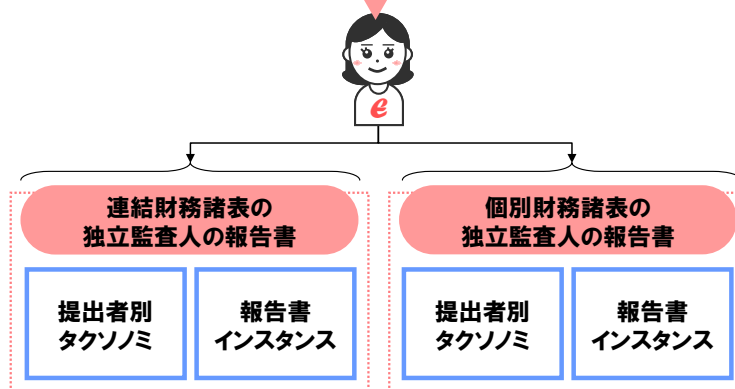 e
連結財務諸表の
独立監査人の報告書
個別財務諸表の
独立監査人の報告書
提出者別
タクソノミ
報告書
インスタンス
提出者別
タクソノミ
報告書
インスタンス